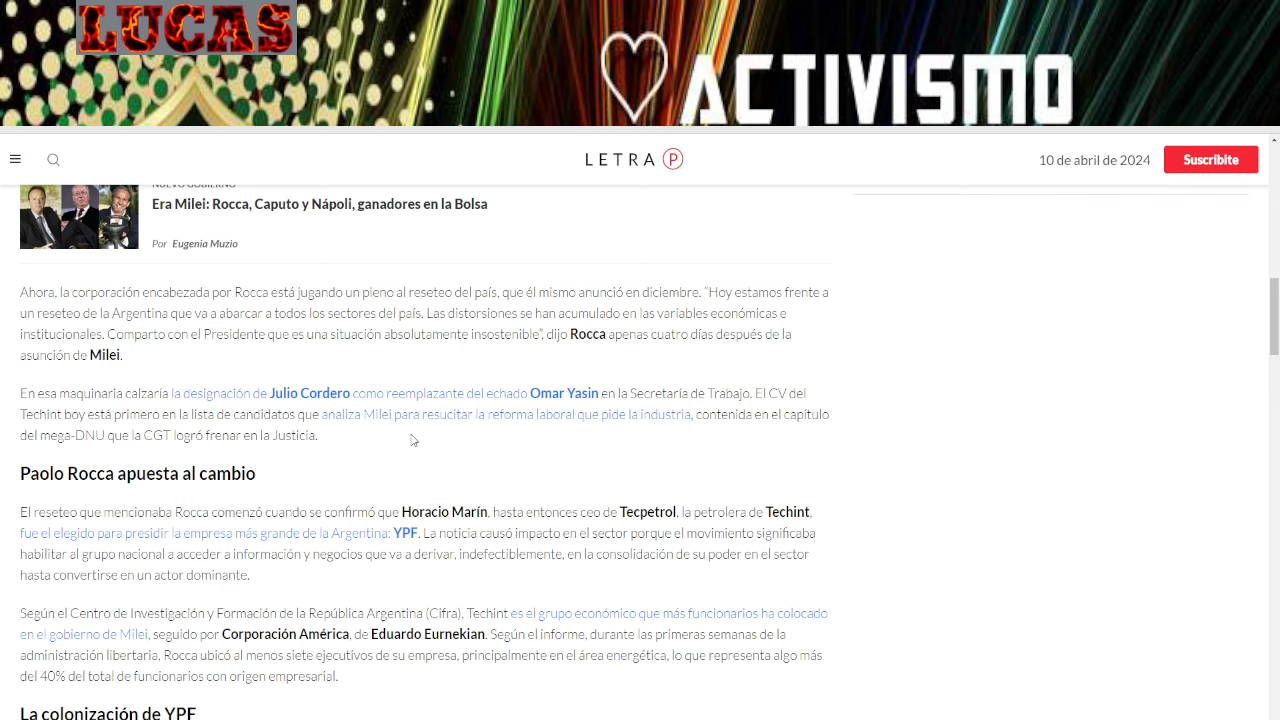 LUCAS
ACTIVISMO
LETRA P
10 de abril de 2024
Suscribite
NUEVO GOBIERNO
Era Milei: Rocca, Caputo y Nápoli, ganadores en la Bolsa
Por Eugenia Muzio
Ahora, la corporación encabezada por Rocca está jugando un pleno al reseteo del país, que él mismo anunció en diciembre. “Hoy estamos frente a
un reseteo de la Argentina que va a abarcar a todos los sectores del país. Las distorsiones se han acumulado en las variables económicas e
institucionales. Comparto con el Presidente que es una situación absolutamente insostenible”, dijo Rocca apenas cuatro días después de la
asunción de Milei.
En esa maquinaria calzaría la designación de Julio Cordero como reemplazante del echado Omar Yasin en la Secretaría de Trabajo. El CV del
Techint boy está primero en la lista de candidatos que analiza Milei para resucitar la reforma laboral que pide la industria, contenida en el capítulo
del mega-DNU que la CGT logró frenar en la Justicia.
Paolo Rocca apuesta al cambio
El reseteo que mencionaba Rocca comenzó cuando se confirmó que Horacio Marín, hasta entonces ceo de Tecpetrol, la petrolera de Techint,
fue el elegido para presidir la empresa más grande de la Argentina: YPF. La noticia causó impacto en el sector porque el movimiento significaba
habilitar al grupo nacional a acceder a información y negocios que va a derivar, indefectiblemente, en la consolidación de su poder en el sector
hasta convertirse en un actor dominante.
Según el Centro de Investigación y Formación de la República Argentina (Cifra), Techint es el grupo económico que más funcionarios ha colocado
en el gobierno de Milei, seguido por Corporación América, de Eduardo Eurnekian. Según el informe, durante las primeras semanas de la
administración libertaria, Rocca ubicó al menos siete ejecutivos de su empresa, principalmente en el área energética, lo que representa algo más
del 40% del total de funcionarios con origen empresarial.
La colonización de YPF